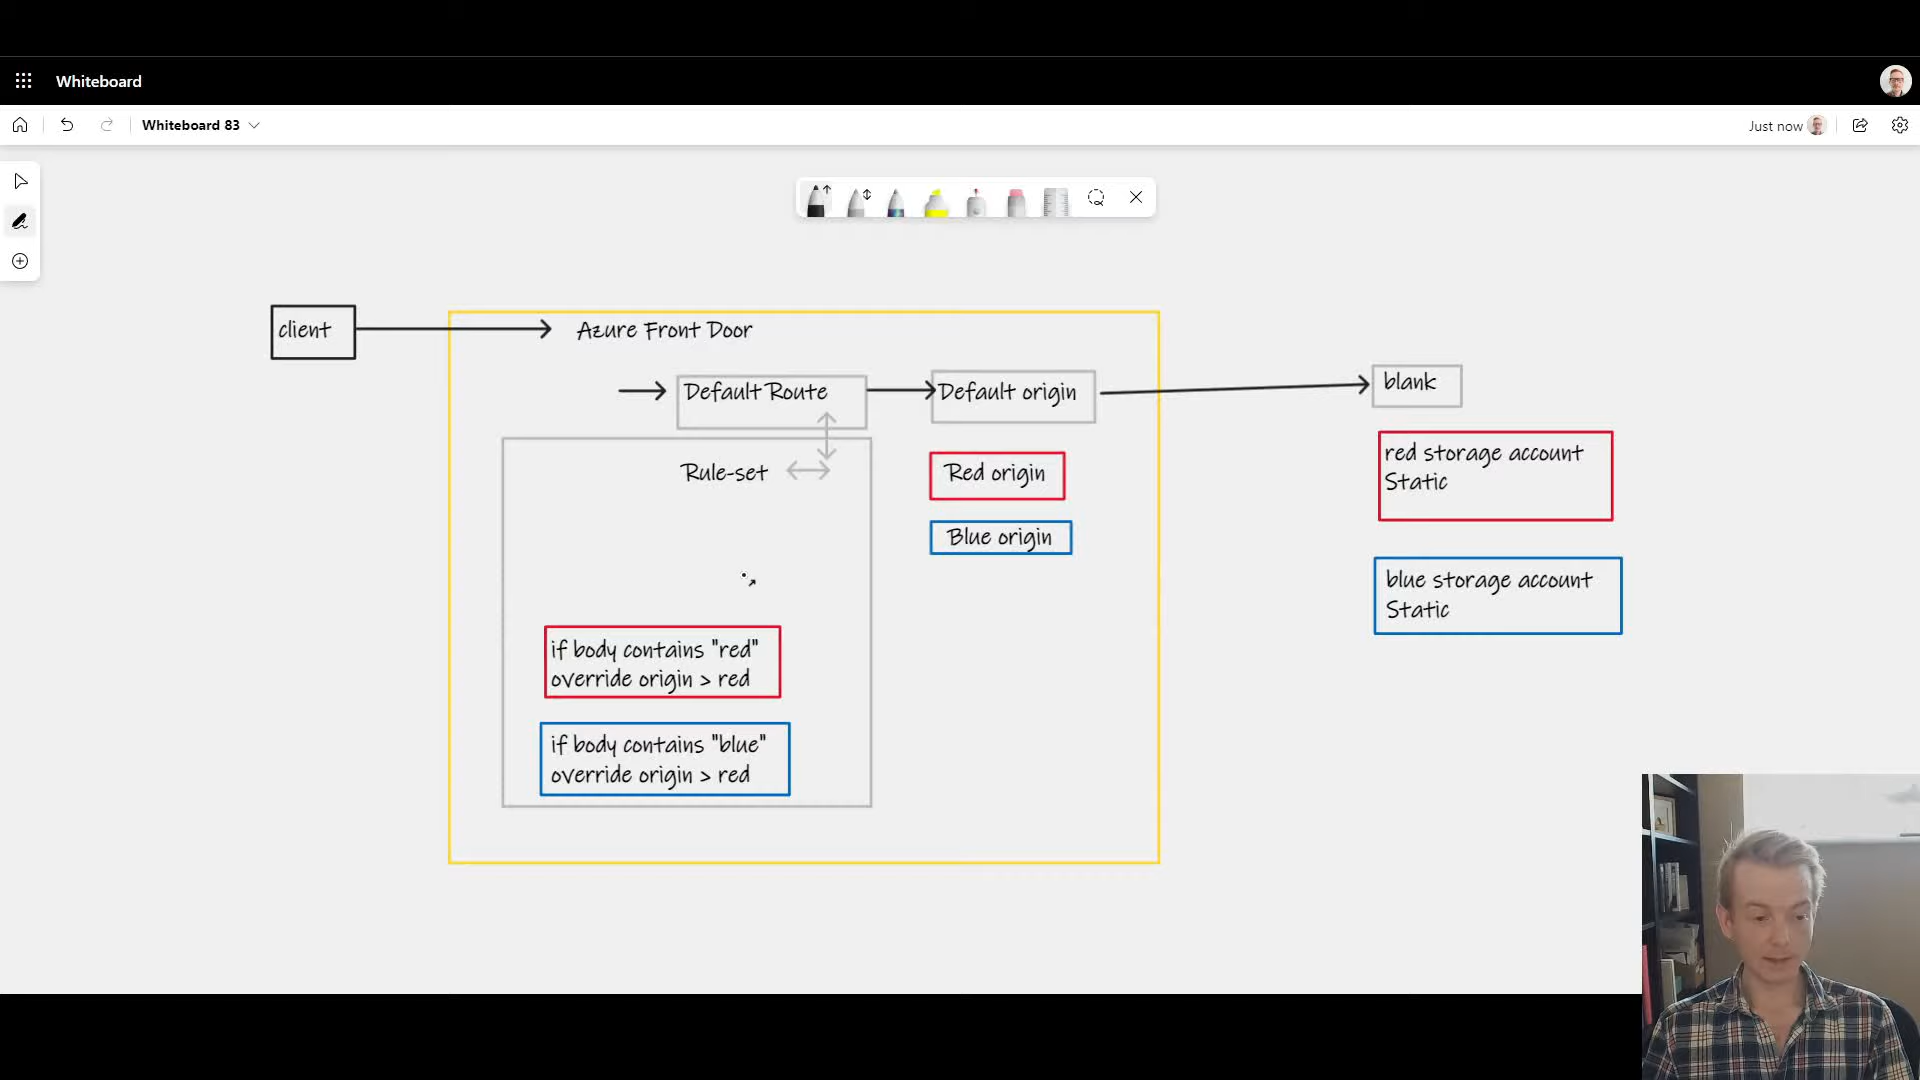 Whiteboard
Whiteboard 83
Just now
client
Azure Front Door
Default Route
Default origin
blank
Rule-set
Red origin
red storage account
Static
Blue origin
blue storage account
Static
if body contains "red"
override origin > red
if body contains "blue"
override origin > red